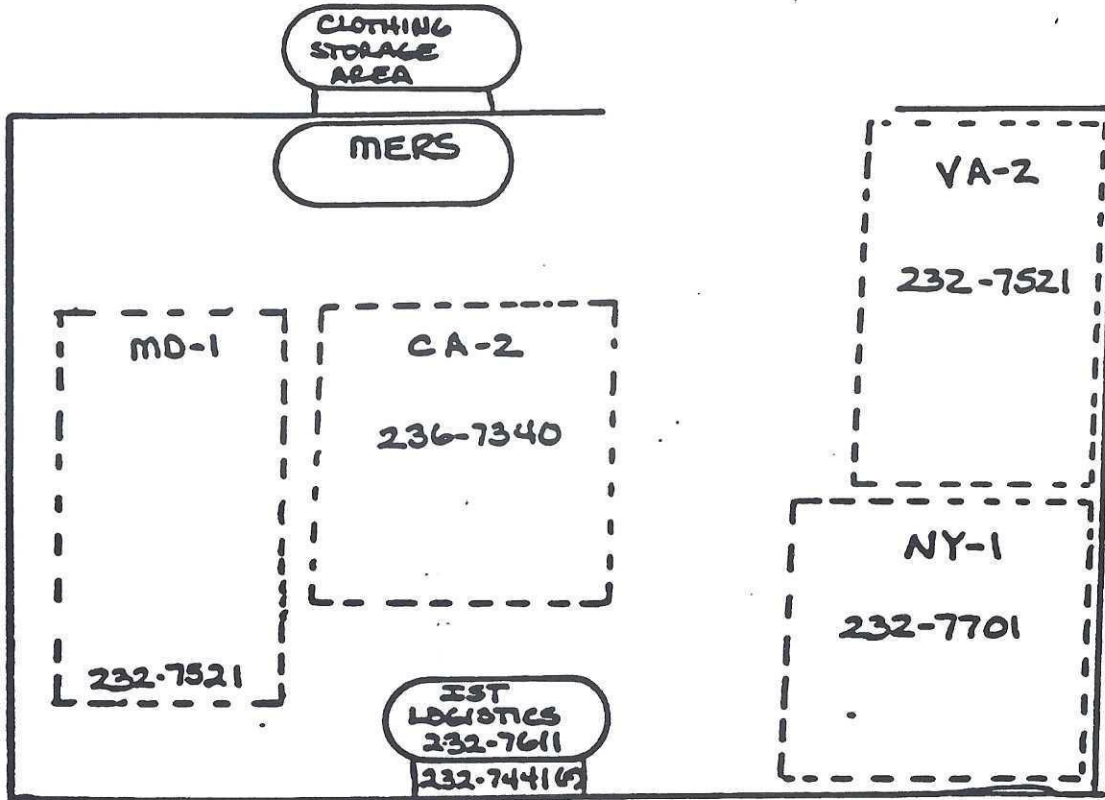 CLOTHING
STORAGE
AREA
MERS
VA-2
232-7521
MD-1
CA-2
236-7340
232-7521
NY-1
232-7701
IST
LOGISTICS
232-7611
232-7441